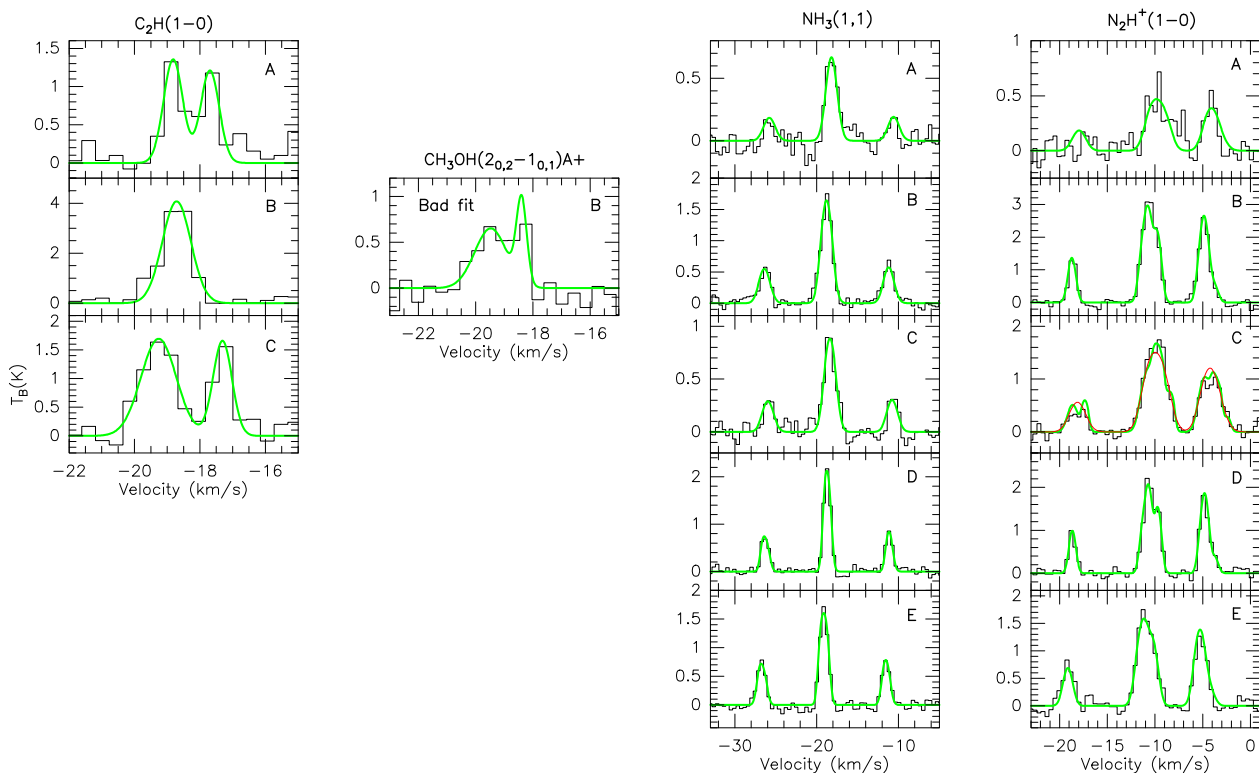 C₂H(1−0)
A
1.5
1
0.5
0
B
4
2
0
C
2
1.5
1
0.5
0
T_B(K)
−22 −20 −18 −16
Velocity (km/s)
CH₃OH(2₀,₂−1₀,₁)A+
Bad fit B
1
0.5
0
−22 −20 −18 −16
Velocity (km/s)
NH₃(1,1)
A
0.5
0
B
2
1.5
1
0.5
0
C
1
0.5
0
D
2
1
0
E
2
1.5
1
0.5
0
−30 −20 −10
Velocity (km/s)
N₂H⁺(1−0)
A
1
0.5
0
B
3
2
1
0
C
2
1
0
D
2
1
0
E
2
1.5
1
0.5
0
−20 −15 −10 −5 0
Velocity (km/s)